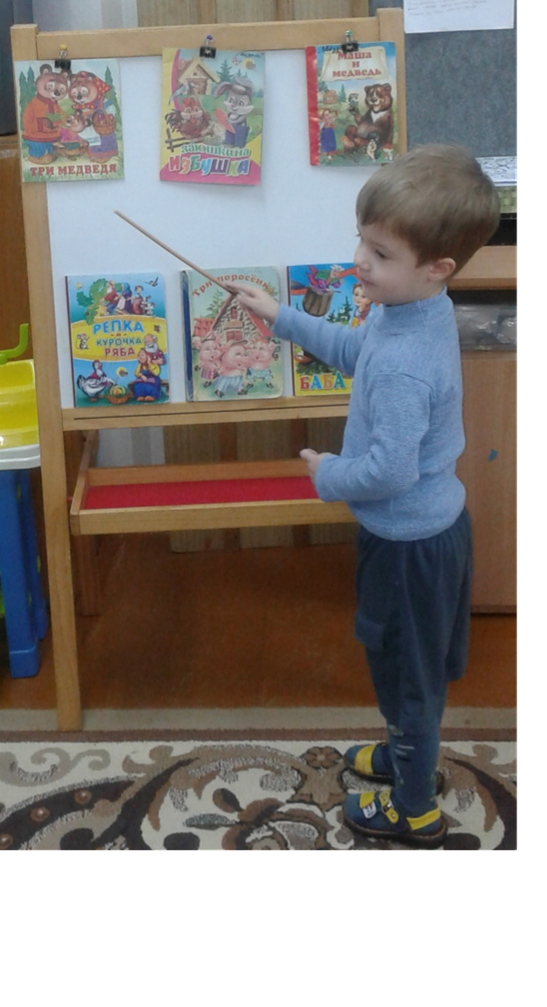 ТРИ МЕДВЕДЯ
заюшкина
ИЗБУШКА
Маша
и
медведь
РЕПКА
КУРОЧКА
РЯБА
Три поросёнка
БАБА